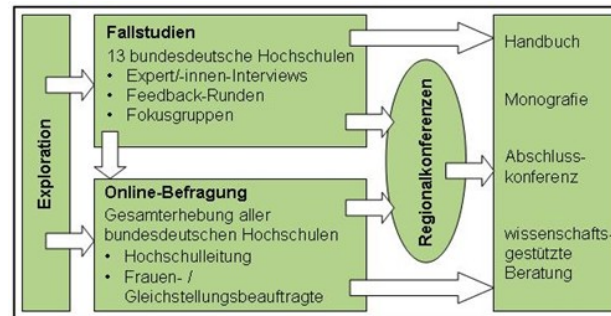 Exploration
Fallstudien
13 bundesdeutsche Hochschulen
• Expert/-innen-Interviews
• Feedback-Runden
• Fokusgruppen
Online-Befragung
Gesamterhebung aller
bundesdeutschen Hochschulen
• Hochschulleitung
• Frauen- /
Gleichstellungsbeauftragte
Regionalkonferenzen
Handbuch
Monografie
Abschluss-
konferenz
wissenschafts-
gestützte
Beratung